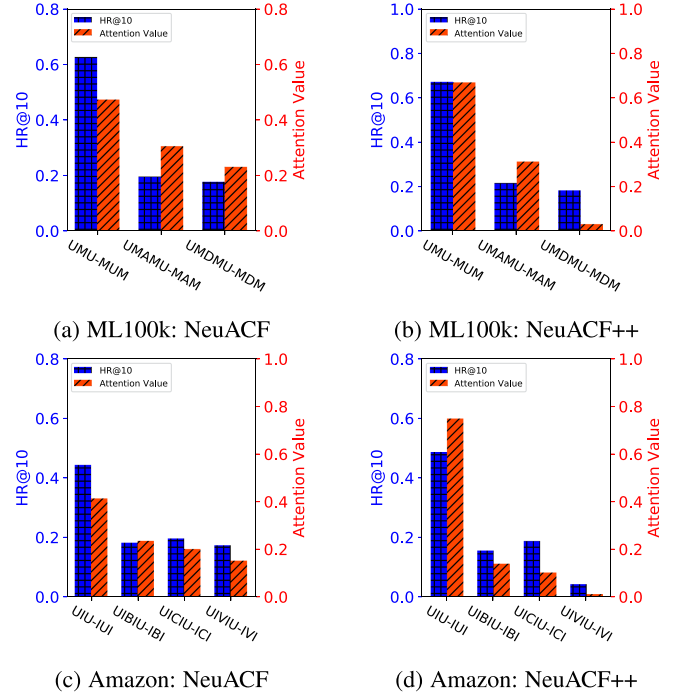 0.8 0.8 1.0 1.0
HR@10 HR@10
Attention Value Attention Value
0.6 0.6 0.8 0.8
0.4 0.4 0.6 0.6
0.2 0.2 0.4 0.4
0.0 0.0 0.2 0.2
0.0 0.0
HR@10 Attention Value HR@10 Attention Value
UMU-MUM UMAMU-MAM UMDMU-MDM UMU-MUM UMAMU-MAM UMDMU-MDM
(a) ML100k: NeuACF (b) ML100k: NeuACF++
0.8 1.0 0.8 1.0
HR@10 HR@10
Attention Value Attention Value
0.6 0.8 0.6 0.8
0.4 0.6 0.4 0.6
0.2 0.4 0.2 0.4
0.0 0.2 0.0 0.2
0.0 0.0
HR@10 Attention Value HR@10 Attention Value
UIU-IUI UIBIU-IBI UICIU-ICI UIVIU-IVI UIU-IUI UIBIU-IBI UICIU-ICI UIVIU-IVI
(c) Amazon: NeuACF (d) Amazon: NeuACF++